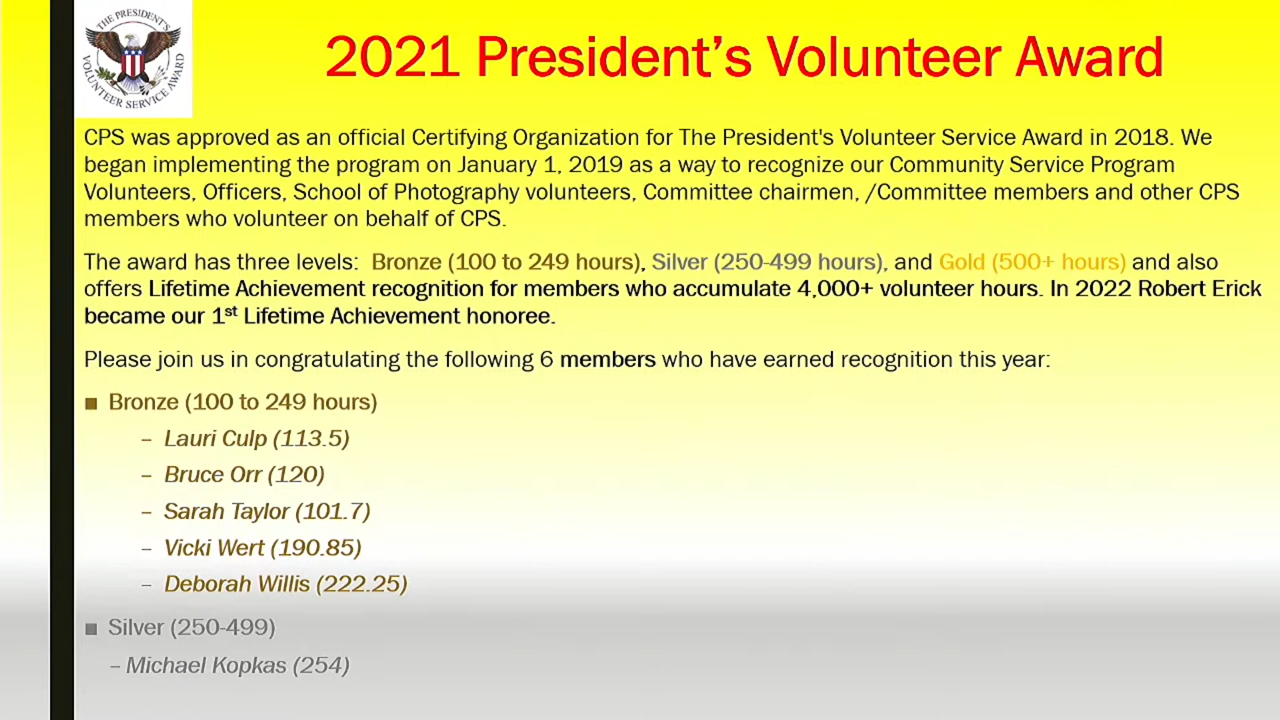 THE PRESIDENT'S
VOLUNTEER SERVICE AWARD
2021 President’s Volunteer Award
CPS was approved as an official Certifying Organization for The President's Volunteer Service Award in 2018. We
began implementing the program on January 1, 2019 as a way to recognize our Community Service Program
Volunteers, Officers, School of Photography volunteers, Committee chairmen, /Committee members and other CPS
members who volunteer on behalf of CPS.
The award has three levels: Bronze (100 to 249 hours), Silver (250-499 hours), and Gold (500+ hours) and also
offers Lifetime Achievement recognition for members who accumulate 4,000+ volunteer hours. In 2022 Robert Erick
became our 1st Lifetime Achievement honoree.
Please join us in congratulating the following 6 members who have earned recognition this year:
■ Bronze (100 to 249 hours)
– Lauri Culp (113.5)
– Bruce Orr (120)
– Sarah Taylor (101.7)
– Vicki Wert (190.85)
– Deborah Willis (222.25)
■ Silver (250-499)
– Michael Kopkas (254)